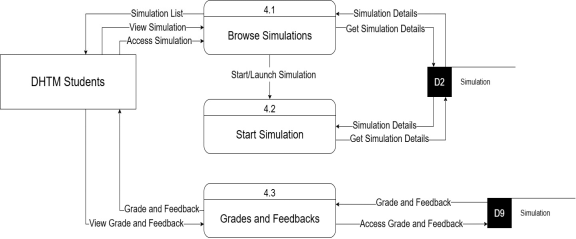 Simulation List
4.1
Simulation Details
View Simulation
Get Simulation Details
Access Simulation
Browse Simulations
DHTM Students
Start/Launch Simulation
D2
Simulation
4.2
Simulation Details
Start Simulation
Get Simulation Details
4.3
Grade and Feedback
Grade and Feedback
D9
Simulation
View Grade and Feedback
Grades and Feedbacks
Access Grade and Feedback